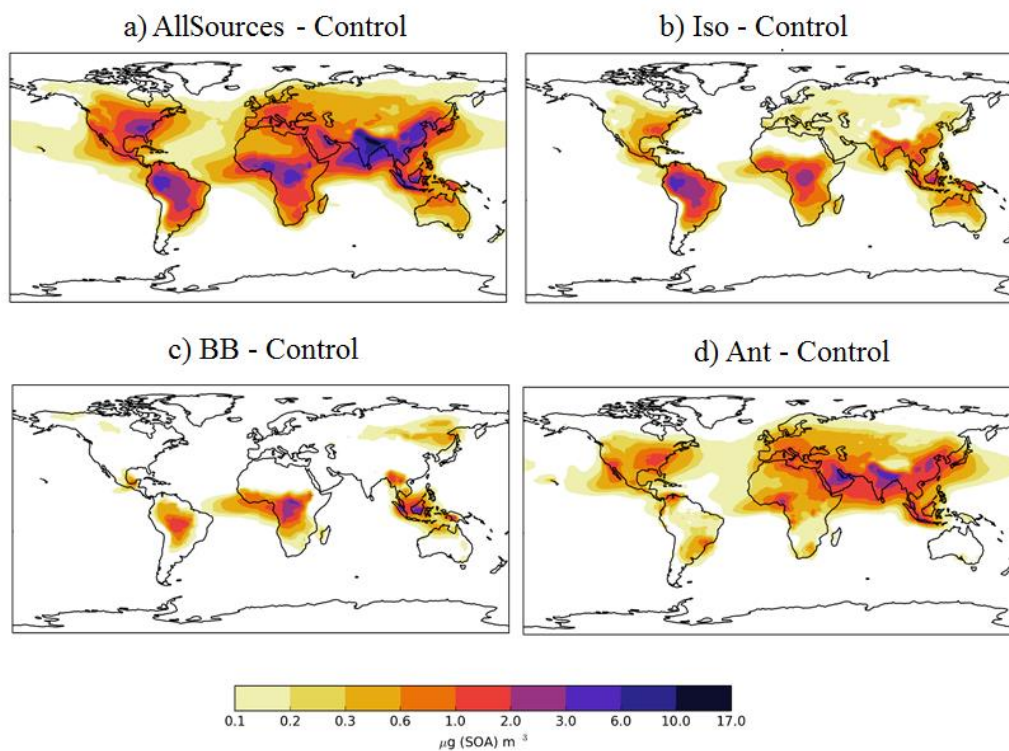 a) AllSources - Control
b) Iso - Control
c) BB - Control
d) Ant - Control
0.1 0.2 0.3 0.6 1.0 2.0 3.0 6.0 10.0 17.0
μg (SOA) m⁻³